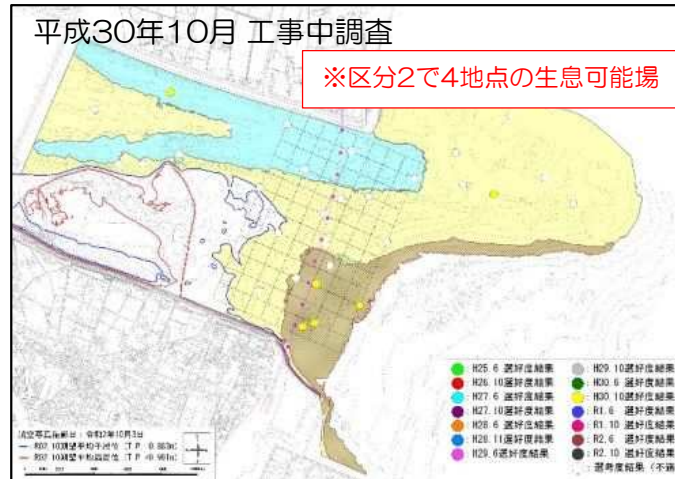 平成30年10月 工事中調査
※区分2で4地点の生息可能場
H25.6 選好度結果
H26.10選好度結果
H27.6 選好度結果
H27.10選好度結果
H28.6 選好度結果
H28.11選好度結果
H29.6選好度結果
H29.10選好度結果
H30.6 選好度結果
H30.10選好度結果
R1.6 選好度結果
R1.10 選好度結果
R2.6 選好度結果
R2.10 選好度結果